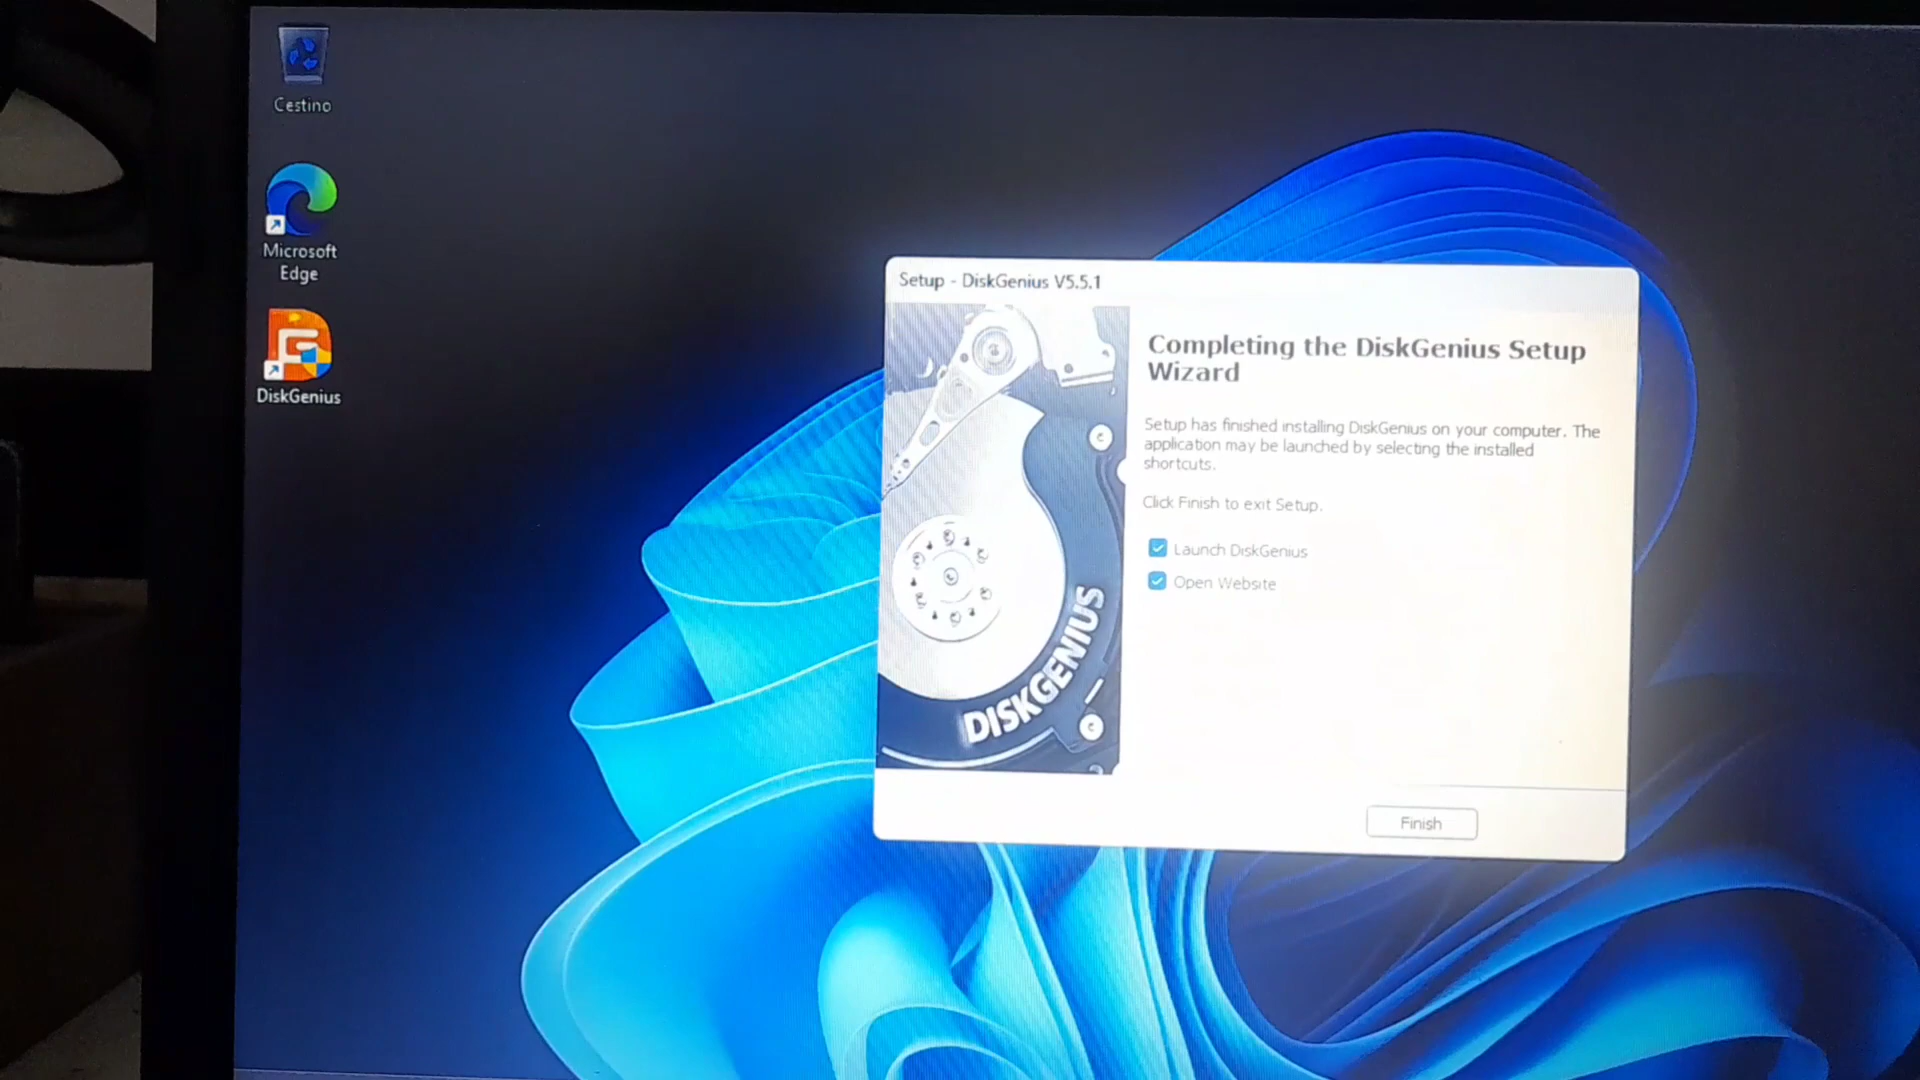 Cestino
Microsoft
Edge
DiskGenius
Setup - DiskGenius V5.5.1
Completing the DiskGenius Setup
Wizard
Setup has finished installing DiskGenius on your computer. The
application may be launched by selecting the installed
shortcuts.
Click Finish to exit Setup.
Launch DiskGenius
Open Website
DISKGENIUS
Finish